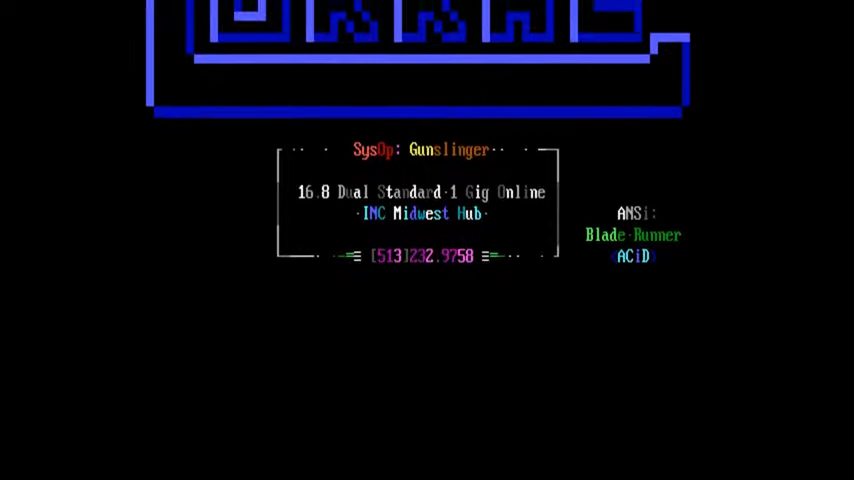 SysOp: Gunslinger
16.8 Dual Standard·1 Gig Online
·INC Midwest Hub·
[513]232.9758
ANSi:
Blade-Runner
<ACiD>